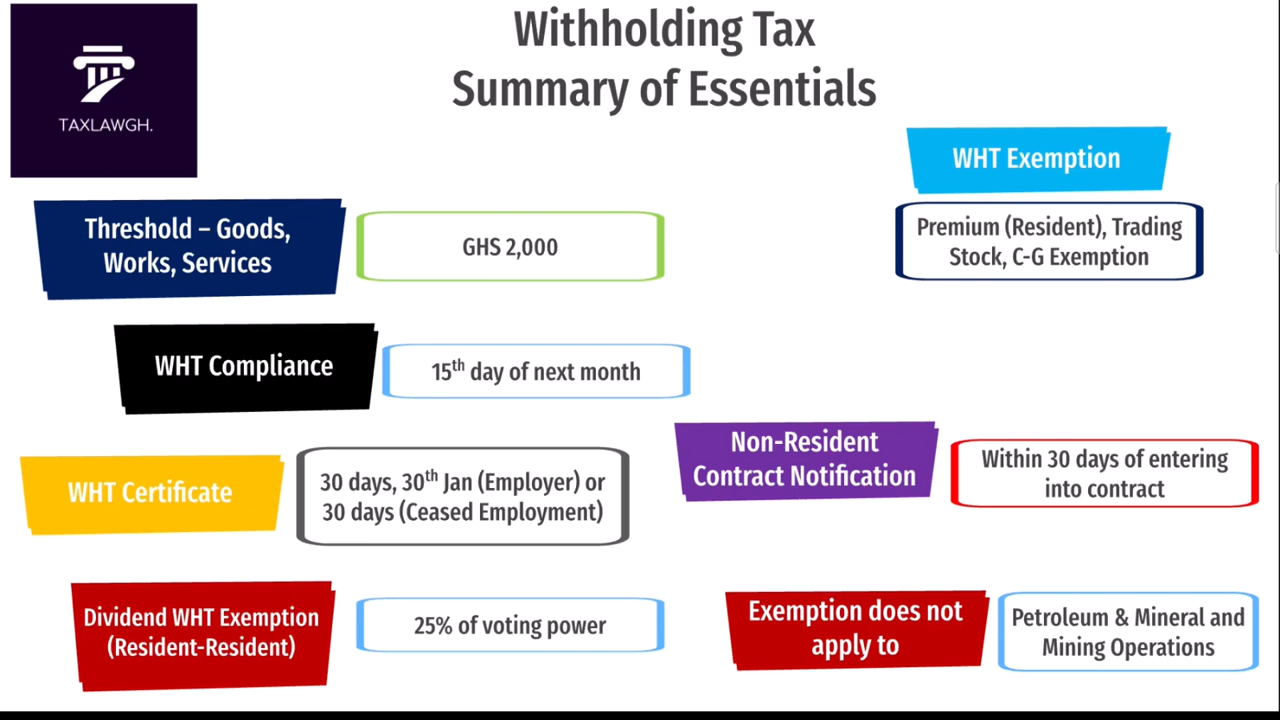 TAXLAWGH.
Withholding Tax
Summary of Essentials
WHT Exemption
Premium (Resident), Trading
Stock, C-G Exemption
Threshold – Goods,
Works, Services
GHS 2,000
WHT Compliance
15th day of next month
Non-Resident
Contract Notification
Within 30 days of entering
into contract
WHT Certificate
30 days, 30th Jan (Employer) or
30 days (Ceased Employment)
Dividend WHT Exemption
(Resident-Resident)
25% of voting power
Exemption does not
apply to
Petroleum & Mineral and
Mining Operations